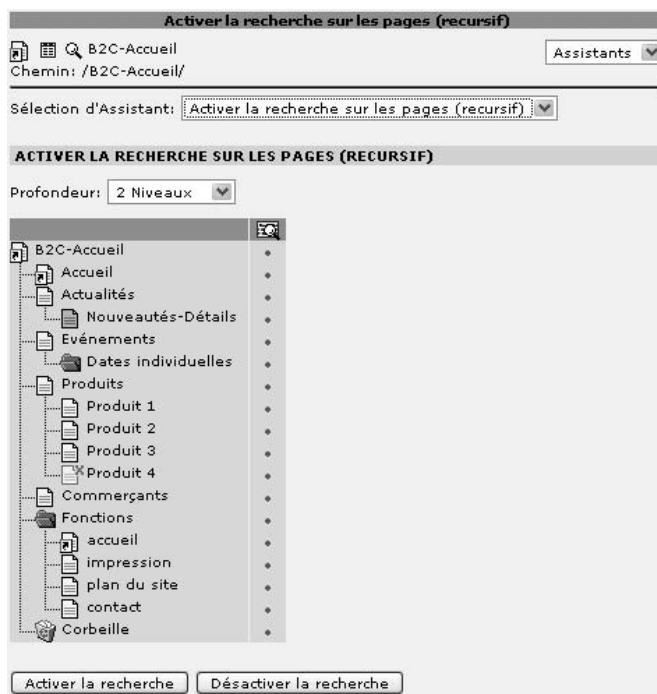 Activer la recherche sur les pages (recursif)
B2C-Accueil
Assistants
Chemin: /B2C-Accueil/
Sélection d'Assistant: Activer la recherche sur les pages (recursif)
ACTIVER LA RECHERCHE SUR LES PAGES (RECURSIF)
Profondeur: 2 Niveaux
B2C-Accueil
Accueil
Actualités
Nouveautés-Détails
Evénements
Dates individuelles
Produits
Produit 1
Produit 2
Produit 3
Produit 4
Commerçants
Fonctions
accueil
impression
plan du site
contact
Corbeille
Activer la recherche Désactiver la recherche